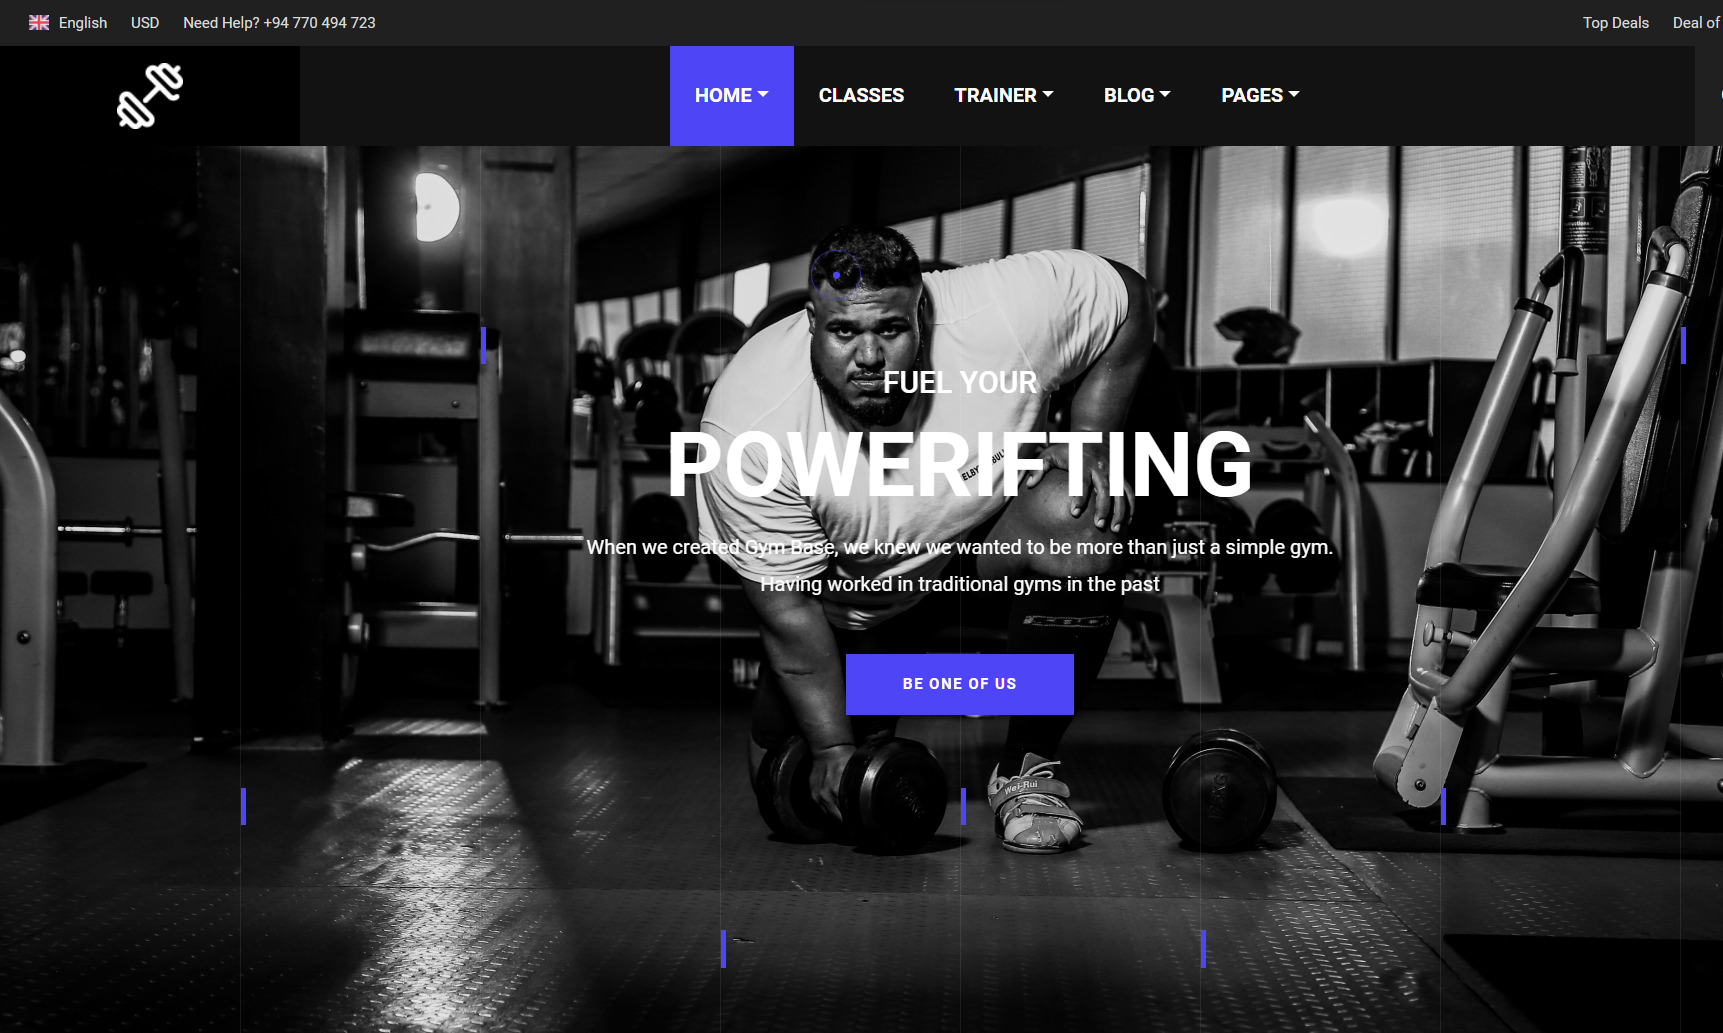 English USD Need Help? +94 770 494 723 Top Deals Deal of
HOME CLASSES TRAINER BLOG PAGES
FUEL YOUR
POWERIFTING
When we created Gym Base, we knew we wanted to be more than just a simple gym.
Having worked in traditional gyms in the past
BE ONE OF US
Wei-Rui